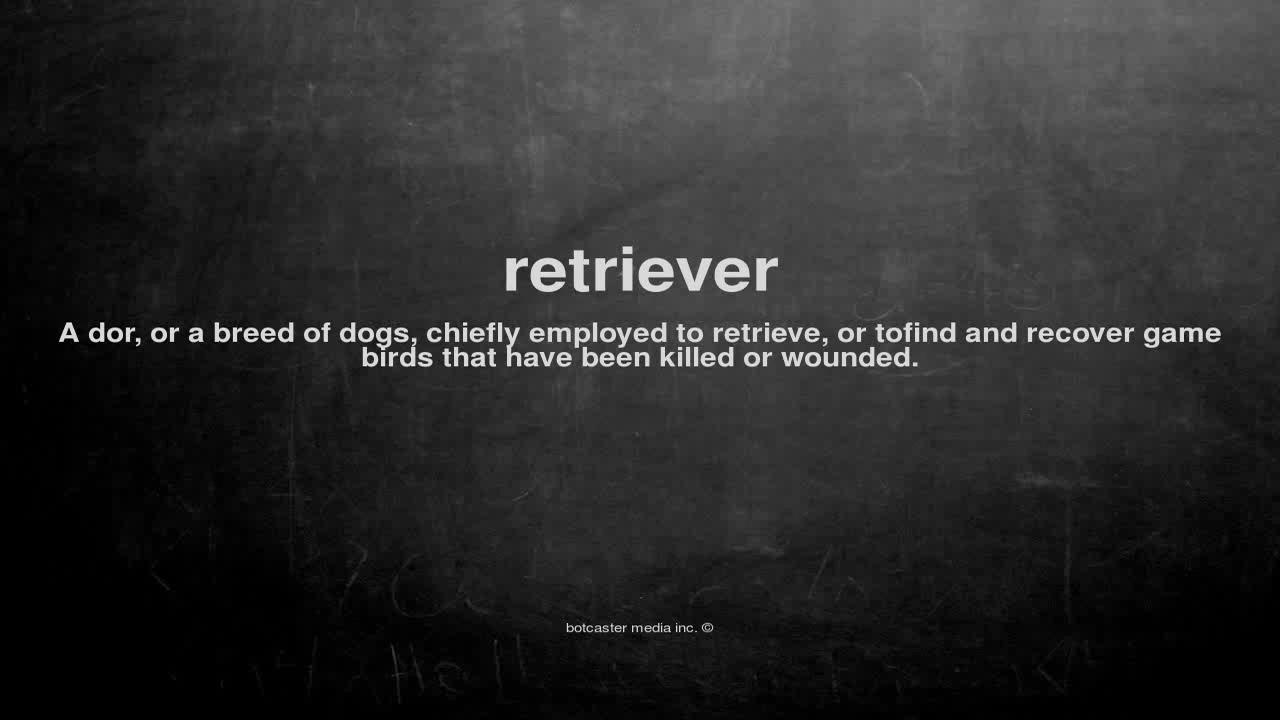 retriever
A dor, or a breed of dogs, chiefly employed to retrieve, or tofind and recover game
birds that have been killed or wounded.
botcaster media inc. ©